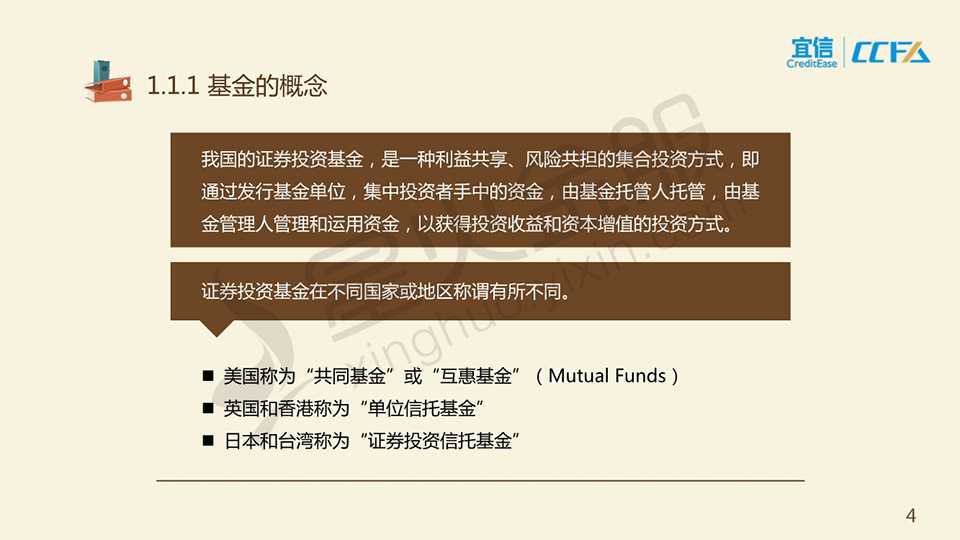 宜信
CreditEase
CCFA
1.1.1 基金的概念
我国的证券投资基金，是一种利益共享、风险共担的集合投资方式，即
通过发行基金单位，集中投资者手中的资金，由基金托管人托管，由基
金管理人管理和运用资金，以获得投资收益和资本增值的投资方式。
证券投资基金在不同国家或地区称谓有所不同。
■ 美国称为“共同基金”或“互惠基金”（Mutual Funds）
■ 英国和香港称为“单位信托基金”
■ 日本和台湾称为“证券投资信托基金”
4